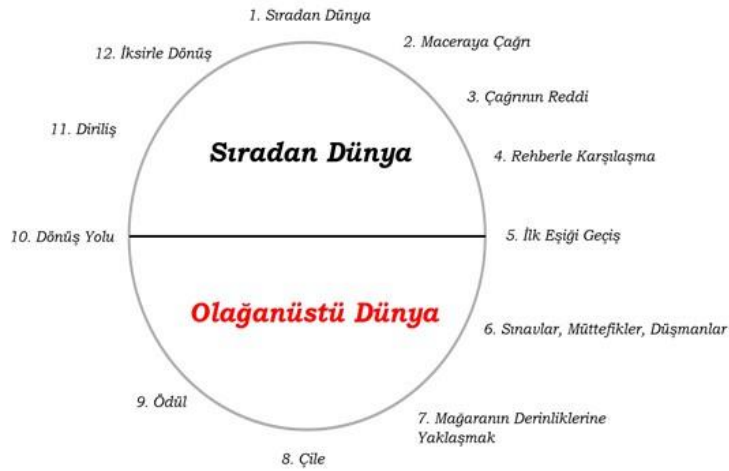 1. Sıradan Dünya
2. Maceraya Çağrı
3. Çağrının Reddi
4. Rehberle Karşılaşma
5. İlk Eşiği Geçiş
6. Sınavlar, Müttefikler, Düşmanlar
7. Mağaranın Derinliklerine
Yaklaşmak
8. Çile
9. Ödül
10. Dönüş Yolu
11. Diriliş
12. İksirle Dönüş
Sıradan Dünya
Olağanüstü Dünya